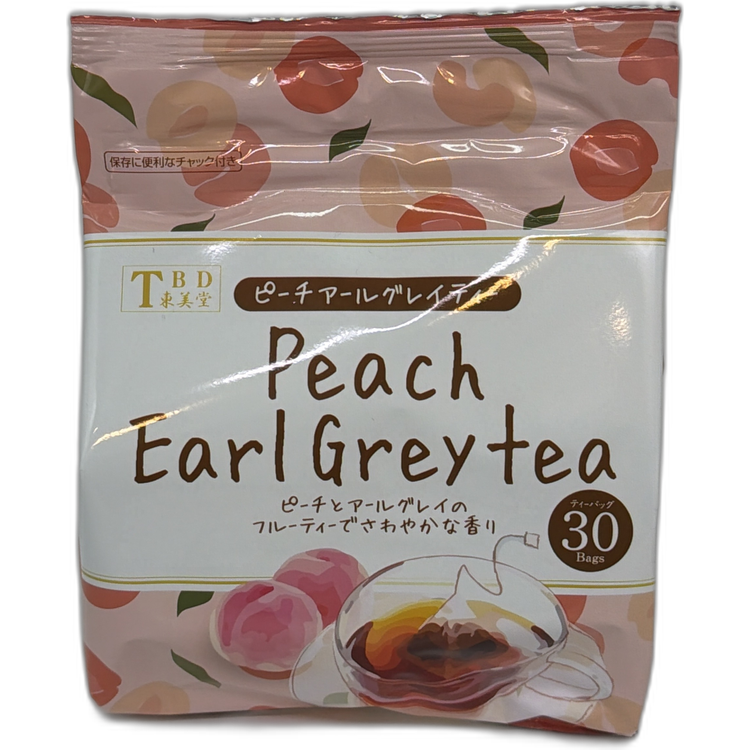 保存に便利なチャック付き
TBD
東美堂
ピーチアールグレイティー
Peach
Earl Grey tea
ピーチとアールグレイの
フルーティーでさわやかな香り
ティーバッグ
30
Bags